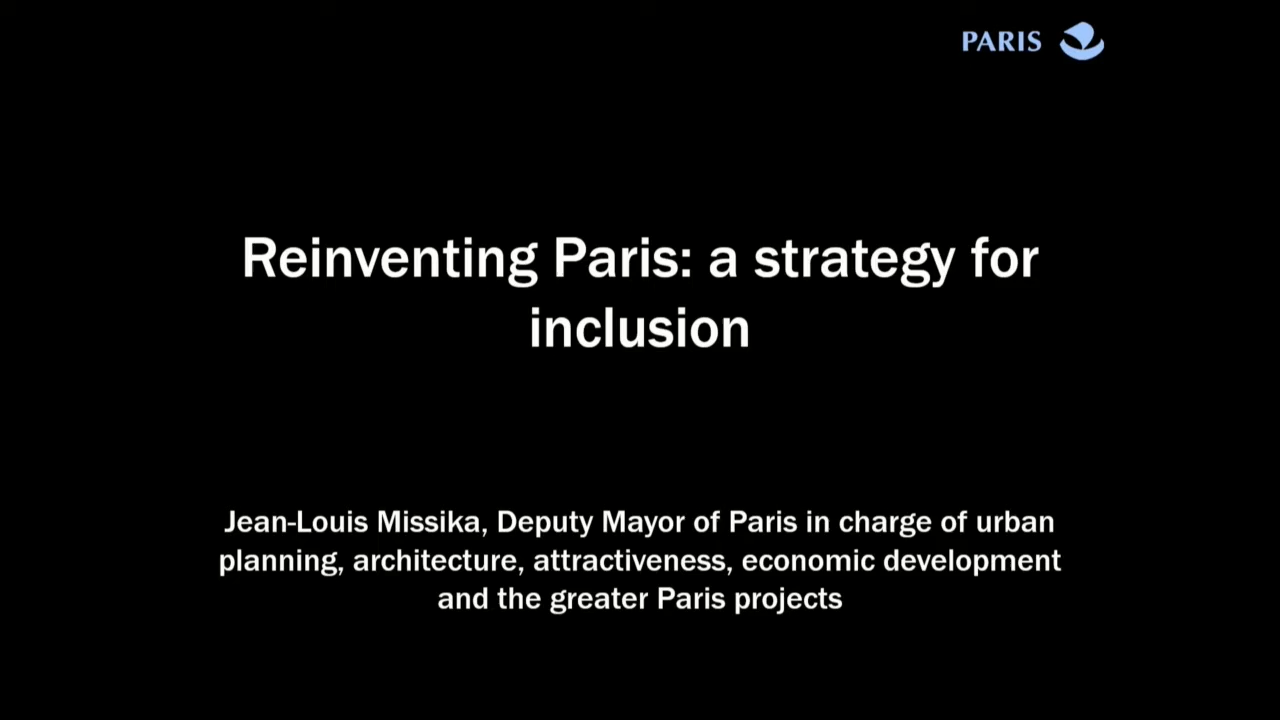 PARIS
Reinventing Paris: a strategy for
inclusion
Jean-Louis Missika, Deputy Mayor of Paris in charge of urban
planning, architecture, attractiveness, economic development
and the greater Paris projects